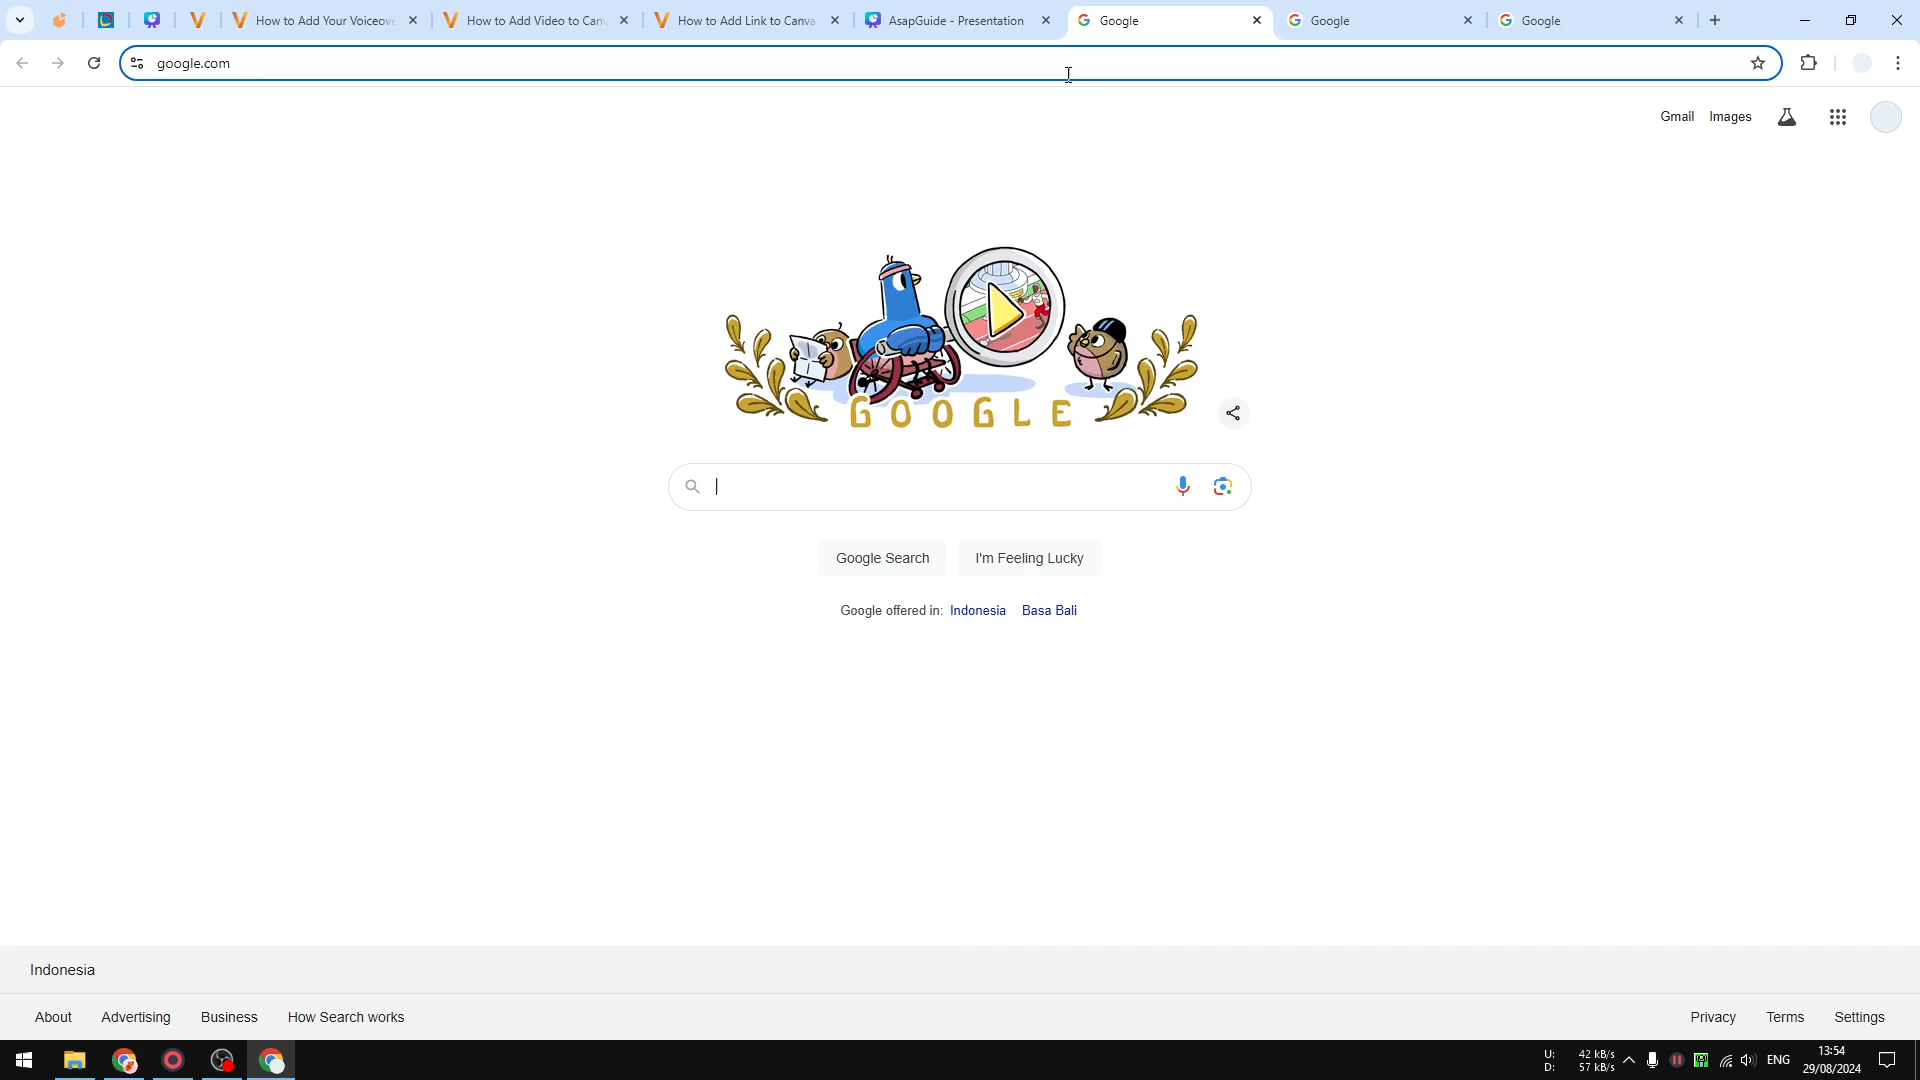 How to Add Your Voiceov
How to Add Video to Can
How to Add Link to Canva
AsapGuide - Presentation
Google
Google
Google
google.com
Gmail
Images
GOOGLE
Google Search
I'm Feeling Lucky
Google offered in: Indonesia Basa Bali
Indonesia
About
Advertising
Business
How Search works
Privacy
Terms
Settings
U: 42 kB/s
D: 57 kB/s
ENG
13:54
29/08/2024